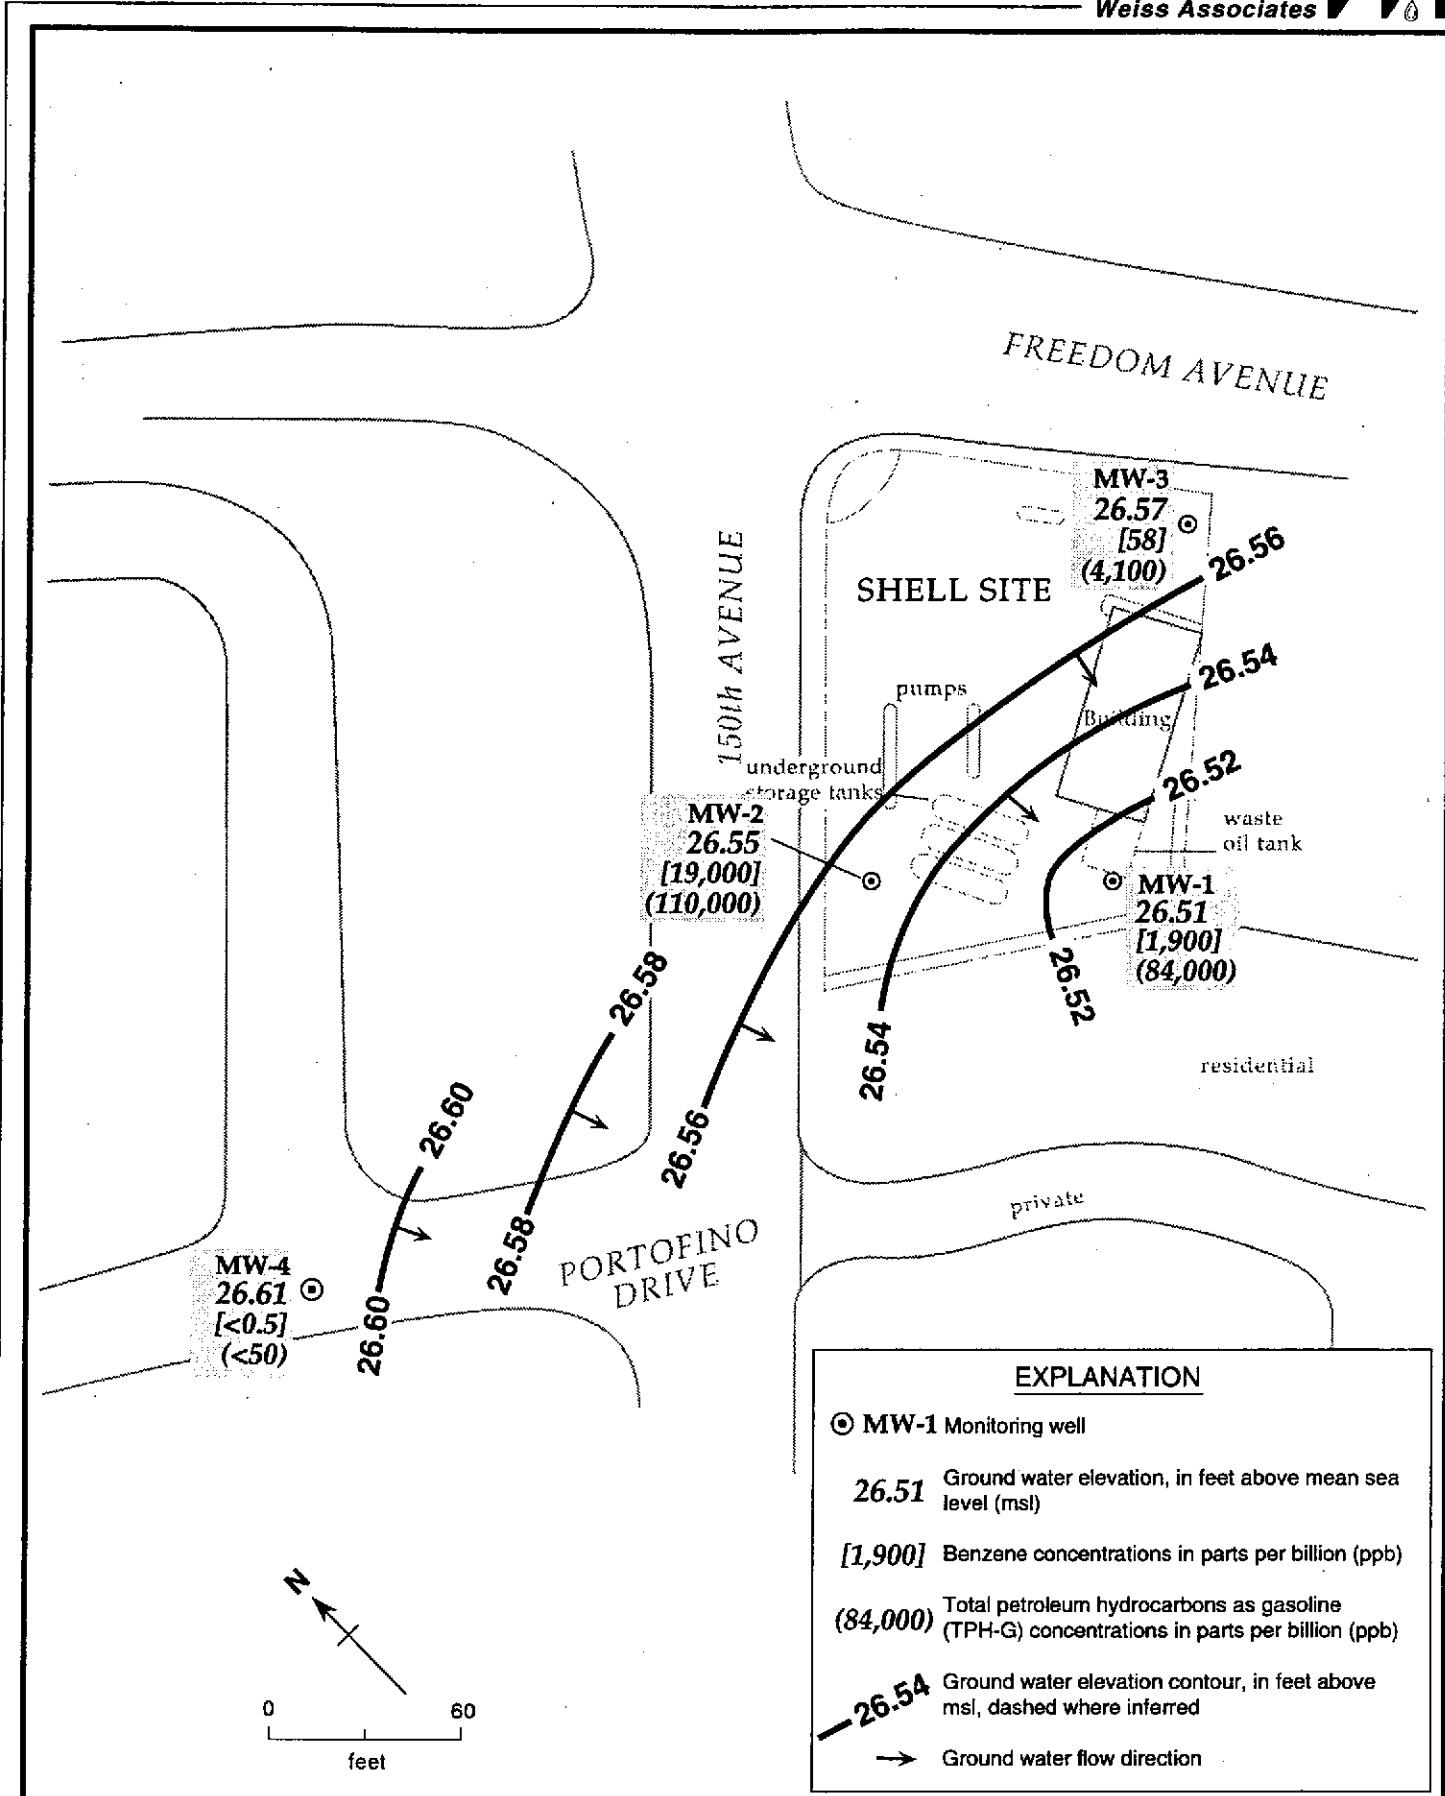 Weiss Associates
FREEDOM AVENUE
MW-3
26.57
[58]
(4,100)
26.56
SHELL SITE
150th AVENUE
26.54
pumps
Building
underground
storage tanks
26.52
MW-2
26.55
[19,000]
(110,000)
waste
oil tank
MW-1
26.51
[1,900]
(84,000)
26.52
26.58
26.54
residential
26.60
26.56
private
26.58
PORTOFINO
DRIVE
MW-4
26.61
[<0.5]
(<50)
26.60
EXPLANATION
MW-1 Monitoring well
26.51 Ground water elevation, in feet above mean sea
level (msl)
[1,900] Benzene concentrations in parts per billion (ppb)
(84,000) Total petroleum hydrocarbons as gasoline
(TPH-G) concentrations in parts per billion (ppb)
26.54 Ground water elevation contour, in feet above
msl, dashed where inferred
Ground water flow direction
N
0 60
feet